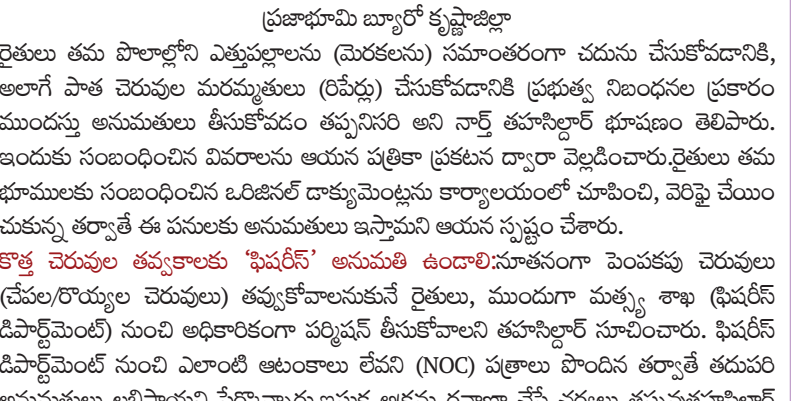 ప్రజాభూమి బ్యూరో కృష్ణాజిల్లా
రైతులు తమ పొలాల్లోని ఎత్తుపల్లాలను (మెరకలను) సమాంతరంగా చదును చేసుకోవడానికి,
అలాగే పాత చెరువుల మరమ్మతులు (రిపేర్లు) చేసుకోవడానికి ప్రభుత్వ నిబంధనల ప్రకారం
ముందస్తు అనుమతులు తీసుకోవడం తప్పనిసరి అని నార్త్ తహసిల్దార్ భూషణం తెలిపారు.
ఇందుకు సంబంధించిన వివరాలను ఆయన పత్రికా ప్రకటన ద్వారా వెల్లడించారు.రైతులు తమ
భూములకు సంబంధించిన ఒరిజినల్ డాక్యుమెంట్లను కార్యాలయంలో చూపించి, వెరిఫై చేయిం
చుకున్న తర్వాతే ఈ పనులకు అనుమతులు ఇస్తామని ఆయన స్పష్టం చేశారు.
కొత్త చెరువుల తవ్వకాలకు ‘ఫిషరీస్’ అనుమతి ఉండాలి:నూతనంగా పెంపకపు చెరువులు
(చేపల/రొయ్యల చెరువులు) తవ్వుకోవాలనుకునే రైతులు, ముందుగా మత్స్య శాఖ (ఫిషరీస్
డిపార్ట్‌మెంట్) నుంచి అధికారికంగా పర్మిషన్ తీసుకోవాలని తహసిల్దార్ సూచించారు. ఫిషరీస్
డిపార్ట్‌మెంట్ నుంచి ఎలాంటి ఆటంకాలు లేవని (NOC) పత్రాలు పొందిన తర్వాతే తదుపరి